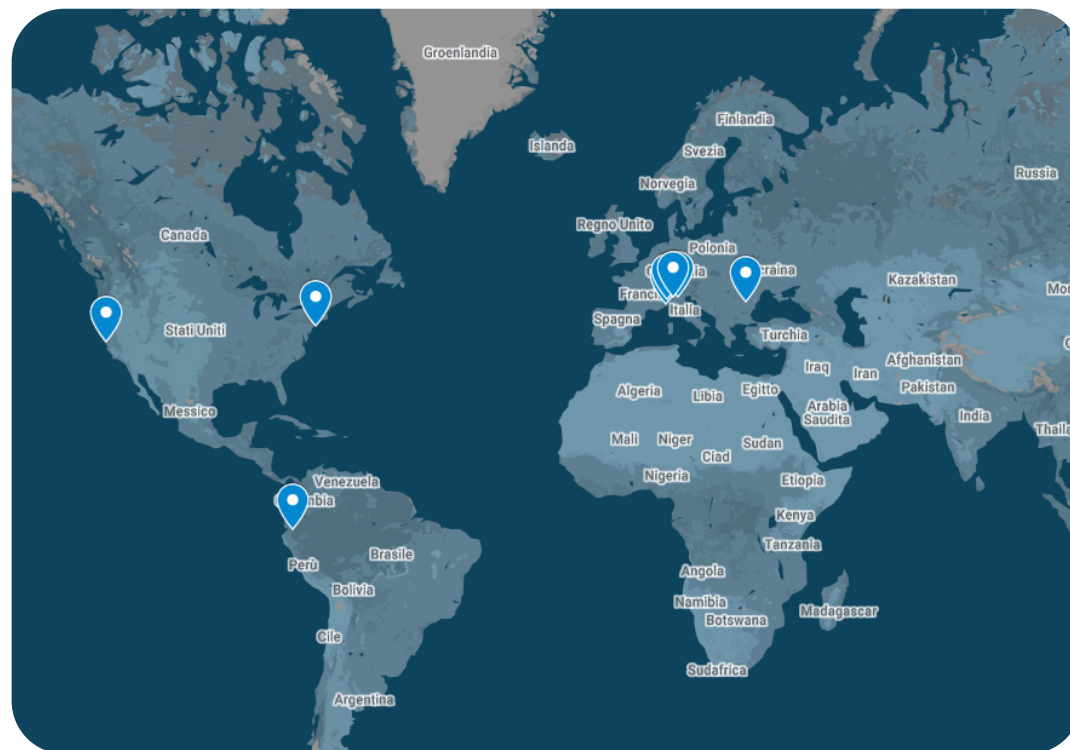 Groenlandia
Finlandia
Islanda
Svezia
Russia
Norvegia
Regno Unito
Canada
Polonia
Kazakistan
Stati Uniti
Spagna
Italia
Turchia
Afghanistan
Iraq
Iran
Pakistan
Algeria
Libia
Egitto
Arabia
Saudita
India
Messico
Mali
Niger
Ciad
Sudan
Nigeria
Etiopia
Venezuela
Kenya
Tanzania
Brasile
Perù
Bolivia
Angola
Namibia
Botswana
Madagascar
Cile
Sudafrica
Argentina